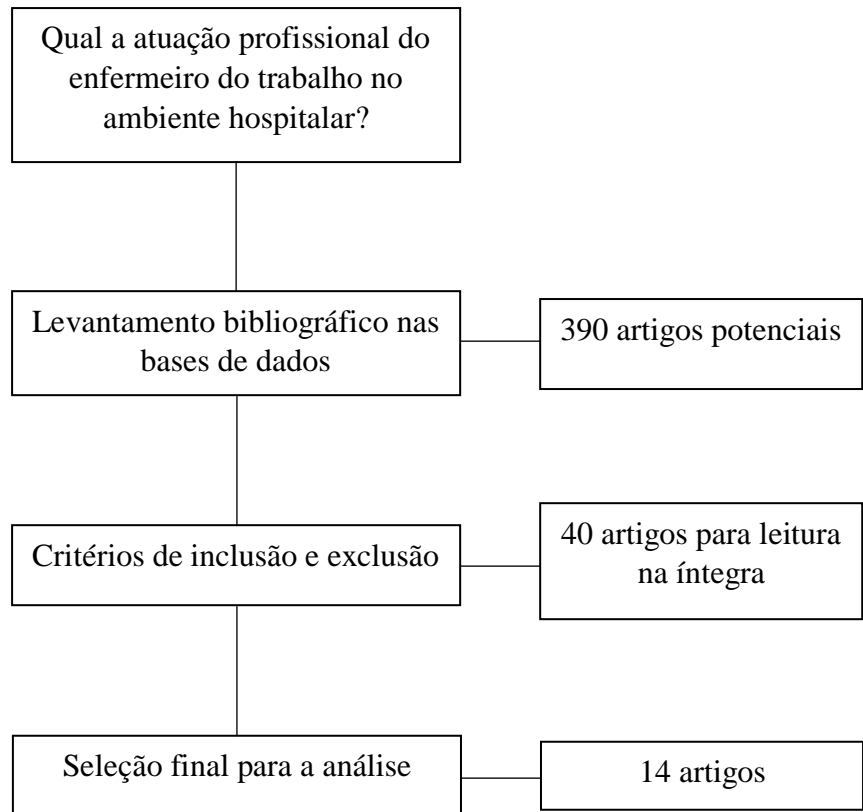 Qual a atuação profissional do
enfermeiro do trabalho no
ambiente hospitalar?
Levantamento bibliográfico nas
bases de dados
390 artigos potenciais
Critérios de inclusão e exclusão
40 artigos para leitura
na íntegra
Seleção final para a análise
14 artigos